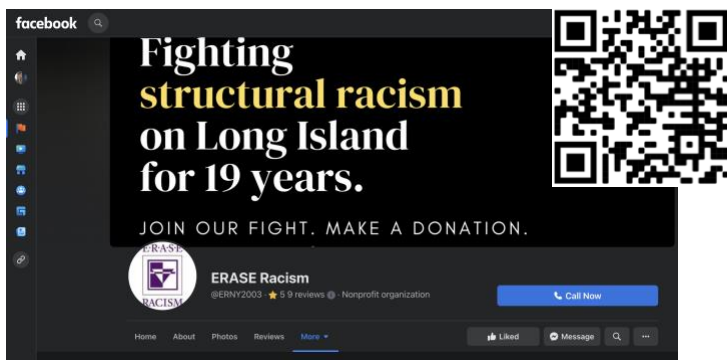 facebook
Fighting
structural racism
on Long Island
for 19 years.
JOIN OUR FIGHT. MAKE A DONATION.
E·R·A·S·E
RACISM
ERASE Racism
@ERNY2003 · 5 9 reviews · Nonprofit organization
Call Now
Home About Photos Reviews More Liked Message